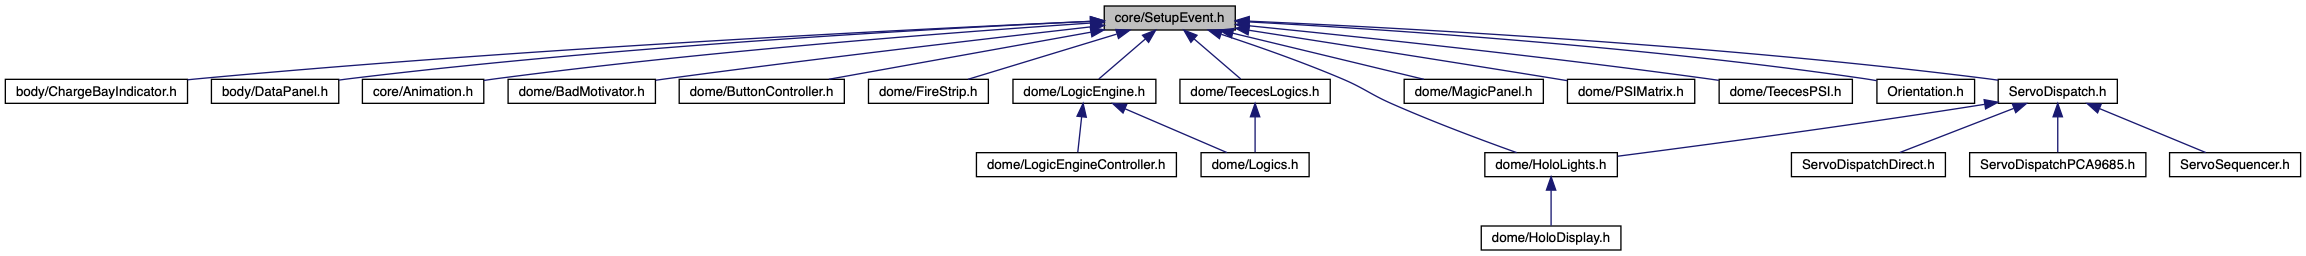 core/SetupEvent.h
body/ChargeBayIndicator.h
body/DataPanel.h
core/Animation.h
dome/BadMotivator.h
dome/ButtonController.h
dome/FireStrip.h
dome/LogicEngine.h
dome/TeecesLogics.h
dome/MagicPanel.h
dome/PSIMatrix.h
dome/TeecesPSI.h
Orientation.h
ServoDispatch.h
dome/LogicEngineController.h
dome/Logics.h
dome/HoloLights.h
ServoDispatchDirect.h
ServoDispatchPCA9685.h
ServoSequencer.h
dome/HoloDisplay.h